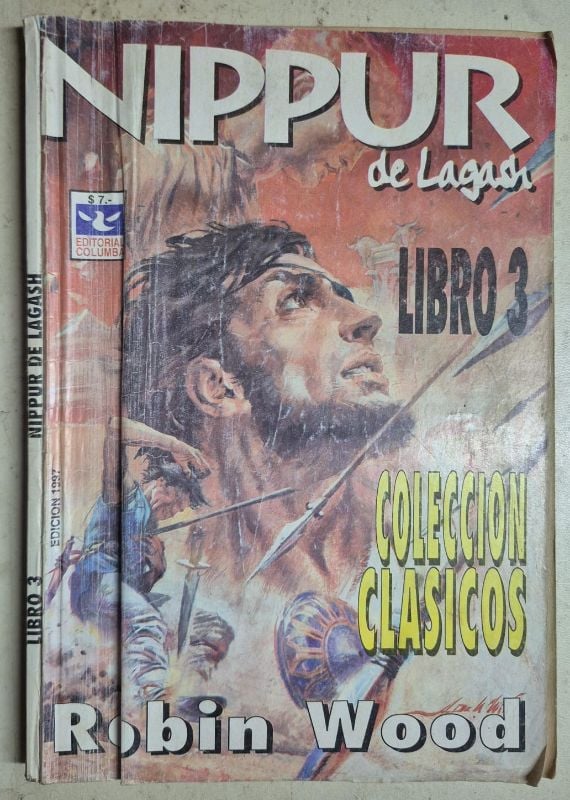 NIPPUR
de Lagash
$ 7.-
EDITORIAL
COLUMBA
LIBRO 3
COLECCION
CLASICOS
Robin Wood
EDICION 1997
LIBRO 3 NIPPUR DE LAGASH